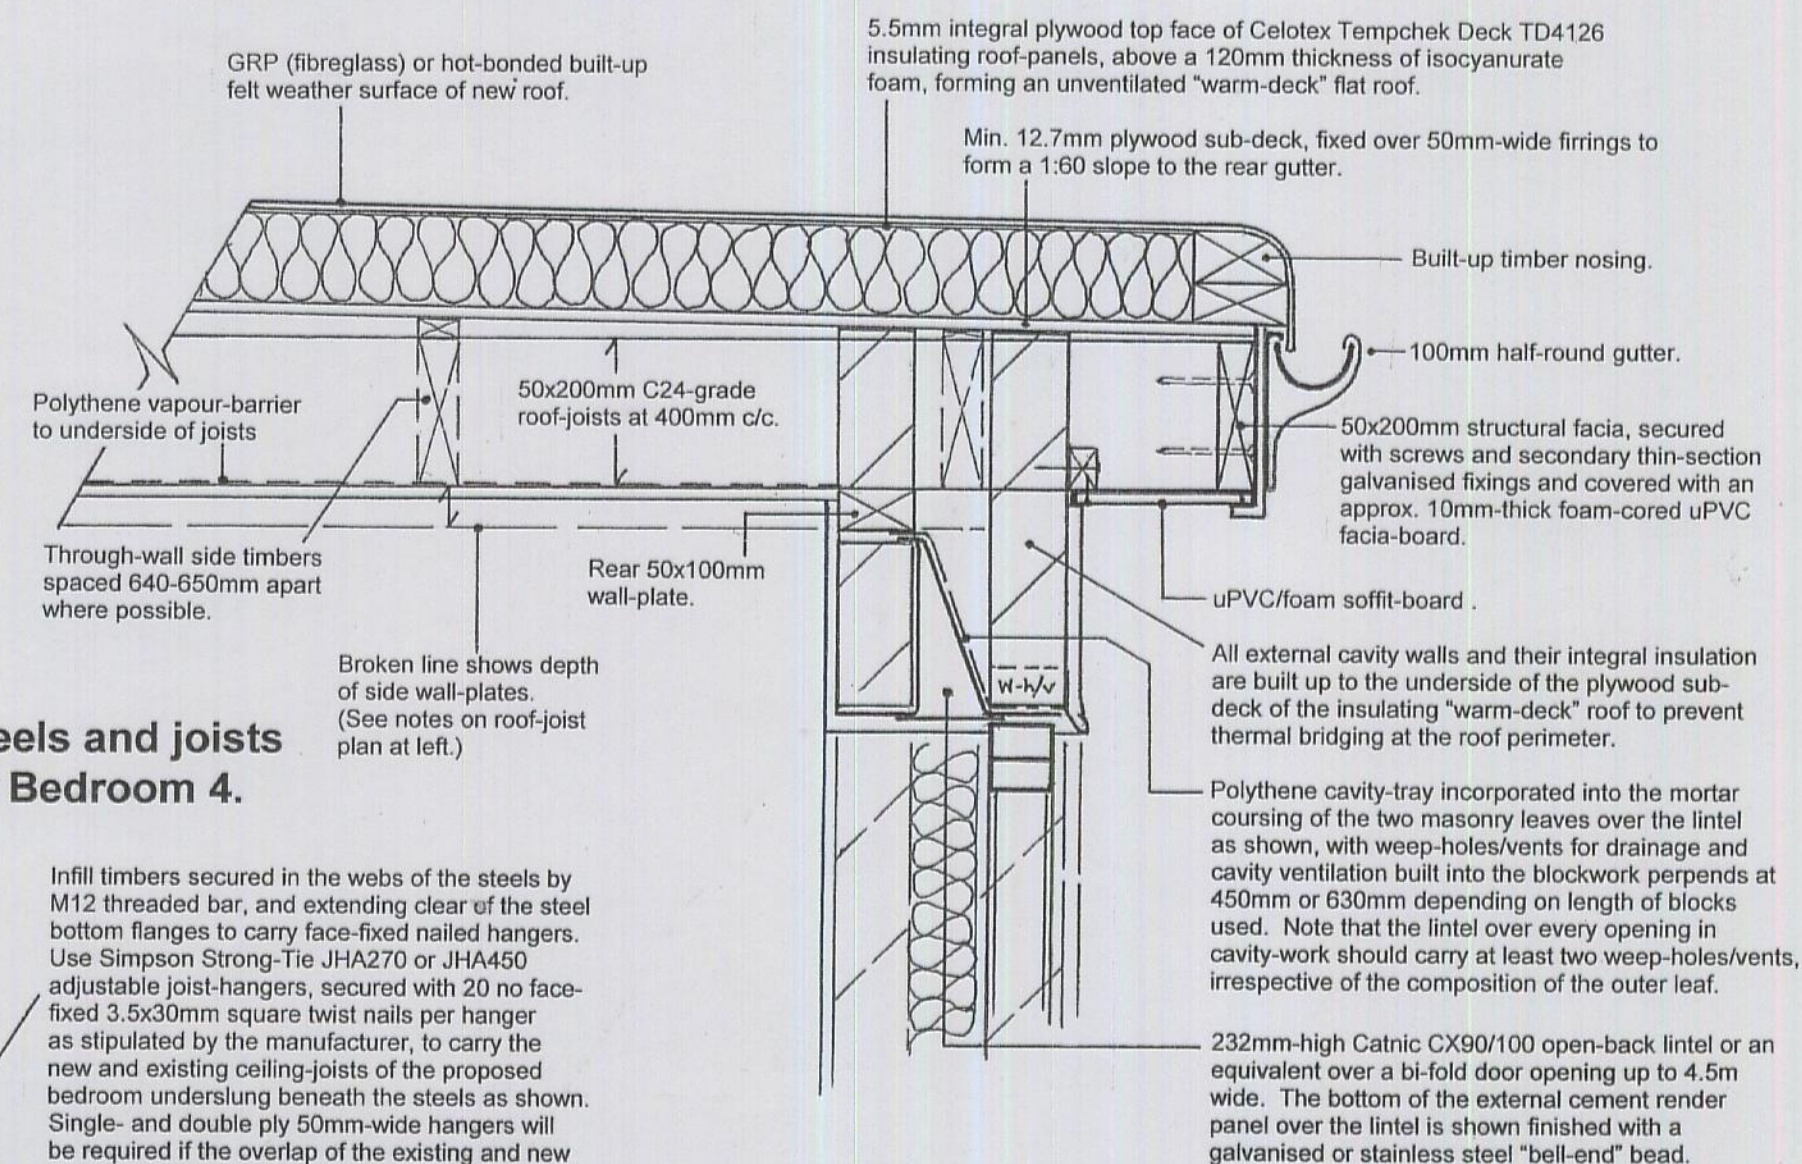 GRP (fibreglass) or hot-bonded built-up
felt weather surface of new roof.
5.5mm integral plywood top face of Celotex Tempchek Deck TD4126
insulating roof-panels, above a 120mm thickness of isocyanurate
foam, forming an unventilated "warm-deck" flat roof.
Min. 12.7mm plywood sub-deck, fixed over 50mm-wide firrings to
form a 1:60 slope to the rear gutter.
Built-up timber nosing.
100mm half-round gutter.
Polythene vapour-barrier
to underside of joists
50x200mm C24-grade
roof-joists at 400mm c/c.
50x200mm structural facia, secured
with screws and secondary thin-section
galvanised fixings and covered with an
approx. 10mm-thick foam-cored uPVC
facia-board.
Through-wall side timbers
spaced 640-650mm apart
where possible.
Rear 50x100mm
wall-plate.
uPVC/foam soffit-board .
Broken line shows depth
of side wall-plates.
(See notes on roof-joist
plan at left.)
W-h/v
All external cavity walls and their integral insulation
are built up to the underside of the plywood sub-
deck of the insulating "warm-deck" roof to prevent
thermal bridging at the roof perimeter.
eels and joists
Bedroom 4.
Polythene cavity-tray incorporated into the mortar
coursing of the two masonry leaves over the lintel
as shown, with weep-holes/vents for drainage and
cavity ventilation built into the blockwork perpends at
450mm or 630mm depending on length of blocks
used. Note that the lintel over every opening in
cavity-work should carry at least two weep-holes/vents,
irrespective of the composition of the outer leaf.
Infill timbers secured in the webs of the steels by
M12 threaded bar, and extending clear of the steel
bottom flanges to carry face-fixed nailed hangers.
Use Simpson Strong-Tie JHA270 or JHA450
adjustable joist-hangers, secured with 20 no face-
fixed 3.5x30mm square twist nails per hanger
as stipulated by the manufacturer, to carry the
new and existing ceiling-joists of the proposed
bedroom underslung beneath the steels as shown.
Single- and double ply 50mm-wide hangers will
be required if the overlap of the existing and new
232mm-high Catnic CX90/100 open-back lintel or an
equivalent over a bi-fold door opening up to 4.5m
wide. The bottom of the external cement render
panel over the lintel is shown finished with a
galvanised or stainless steel "bell-end" bead.